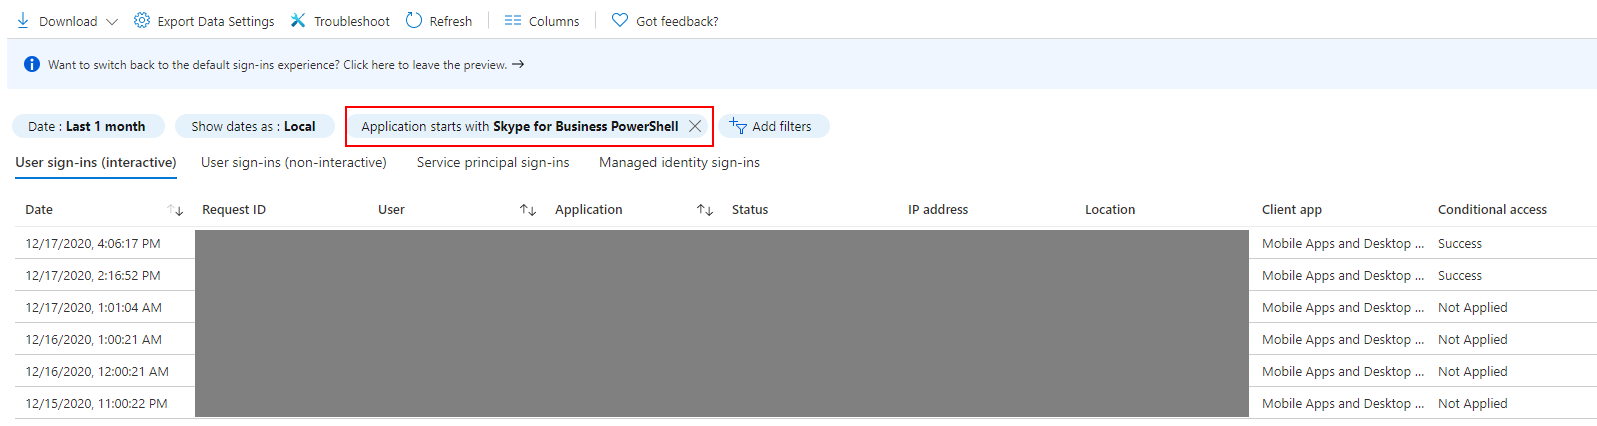 Download Export Data Settings Troubleshoot Refresh Columns Got feedback?
Want to switch back to the default sign-ins experience? Click here to leave the preview. →
Date : Last 1 month Show dates as : Local Application starts with Skype for Business PowerShell Add filters
User sign-ins (interactive) User sign-ins (non-interactive) Service principal sign-ins Managed identity sign-ins
Date Request ID User Application Status IP address Location Client app Conditional access
12/17/2020, 4:06:17 PM Mobile Apps and Desktop ... Success
12/17/2020, 2:16:52 PM Mobile Apps and Desktop ... Success
12/17/2020, 1:01:04 AM Mobile Apps and Desktop ... Not Applied
12/16/2020, 1:00:21 AM Mobile Apps and Desktop ... Not Applied
12/16/2020, 12:00:21 AM Mobile Apps and Desktop ... Not Applied
12/15/2020, 11:00:22 PM Mobile Apps and Desktop ... Not Applied